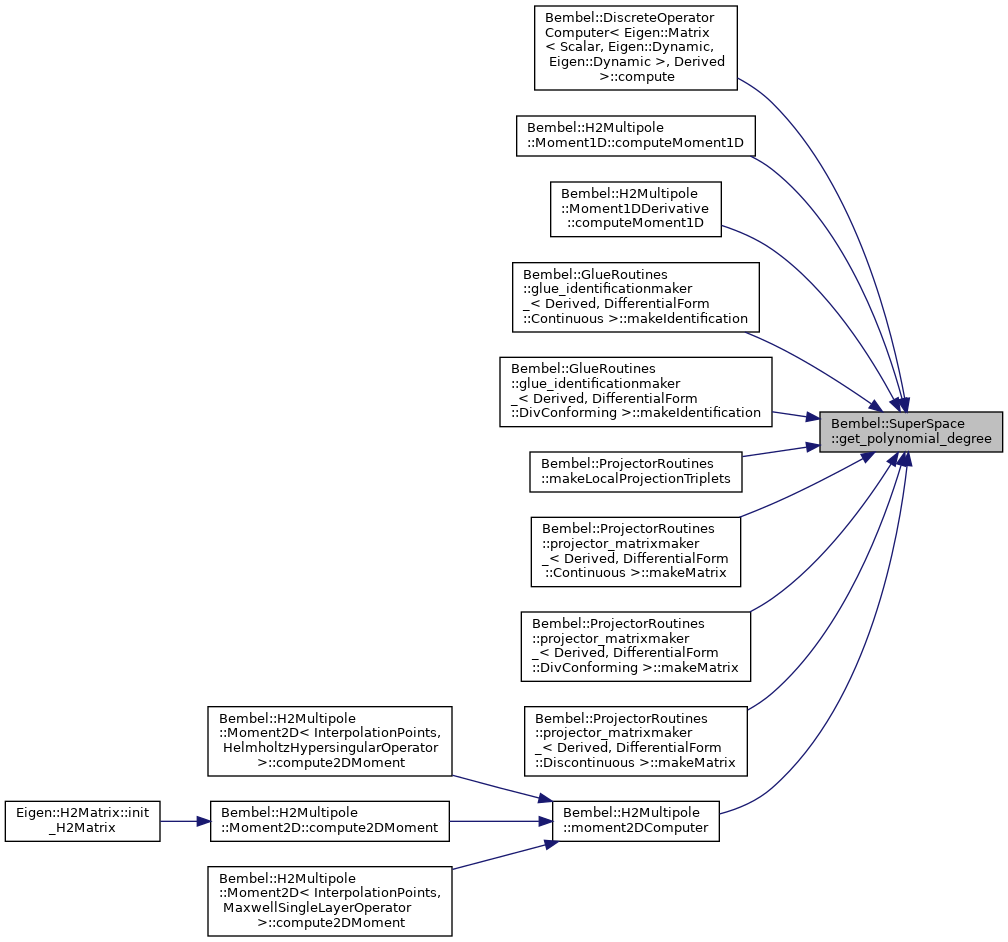 Bembel::DiscreteOperator
Computer< Eigen::Matrix
< Scalar, Eigen::Dynamic,
Eigen::Dynamic >, Derived
>::compute
Bembel::H2Multipole
::Moment1D::computeMoment1D
Bembel::H2Multipole
::Moment1DDerivative
::computeMoment1D
Bembel::GlueRoutines
::glue_identificationmaker
_< Derived, DifferentialForm
::Continuous >::makeIdentification
Bembel::GlueRoutines
::glue_identificationmaker
_< Derived, DifferentialForm
::DivConforming >::makeIdentification
Bembel::SuperSpace
::get_polynomial_degree
Bembel::ProjectorRoutines
::makeLocalProjectionTriplets
Bembel::ProjectorRoutines
::projector_matrixmaker
_< Derived, DifferentialForm
::Continuous >::makeMatrix
Bembel::ProjectorRoutines
::projector_matrixmaker
_< Derived, DifferentialForm
::DivConforming >::makeMatrix
Bembel::ProjectorRoutines
::projector_matrixmaker
_< Derived, DifferentialForm
::Discontinuous >::makeMatrix
Bembel::H2Multipole
::Moment2D< InterpolationPoints,
HelmholtzHypersingularOperator
>::compute2DMoment
Eigen::H2Matrix::init
_H2Matrix
Bembel::H2Multipole
::Moment2D::compute2DMoment
Bembel::H2Multipole
::moment2DComputer
Bembel::H2Multipole
::Moment2D< InterpolationPoints,
MaxwellSingleLayerOperator
>::compute2DMoment